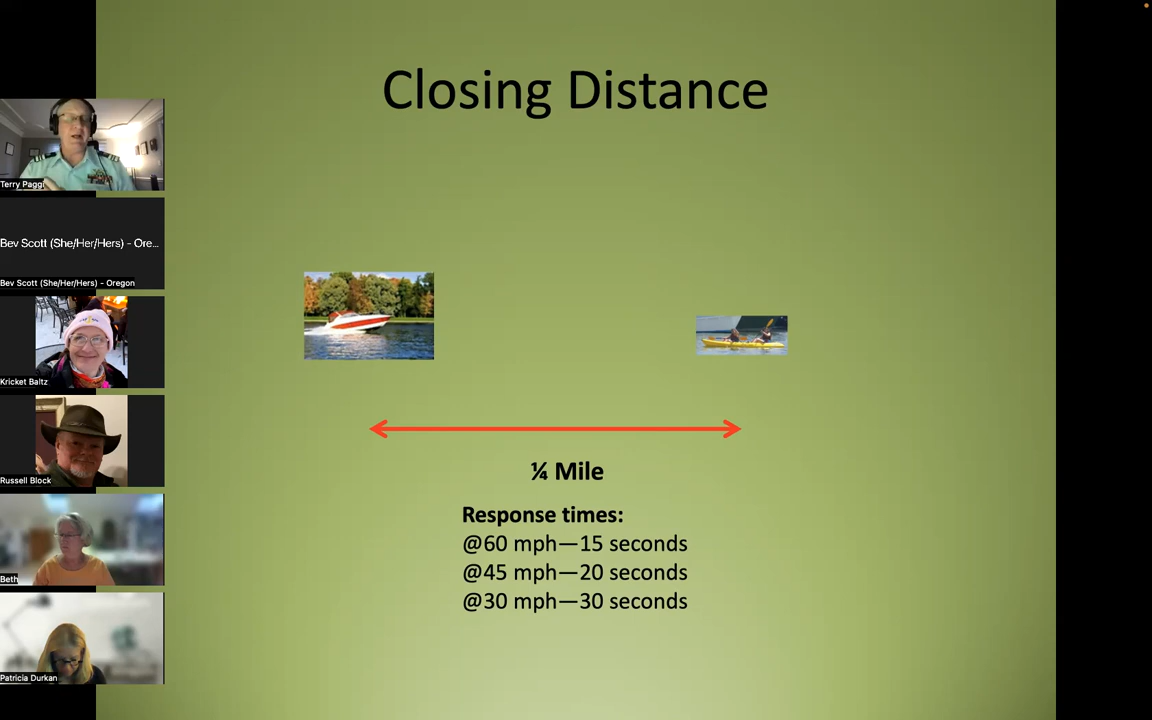 Closing Distance
Terry Paggi
Bev Scott (She/Her/Hers) - Ore...
Bev Scott (She/Her/Hers) - Oregon
Kricket Baltz
Russell Block
Beth
Patricia Durkan
¼ Mile
Response times:
@60 mph—15 seconds
@45 mph—20 seconds
@30 mph—30 seconds